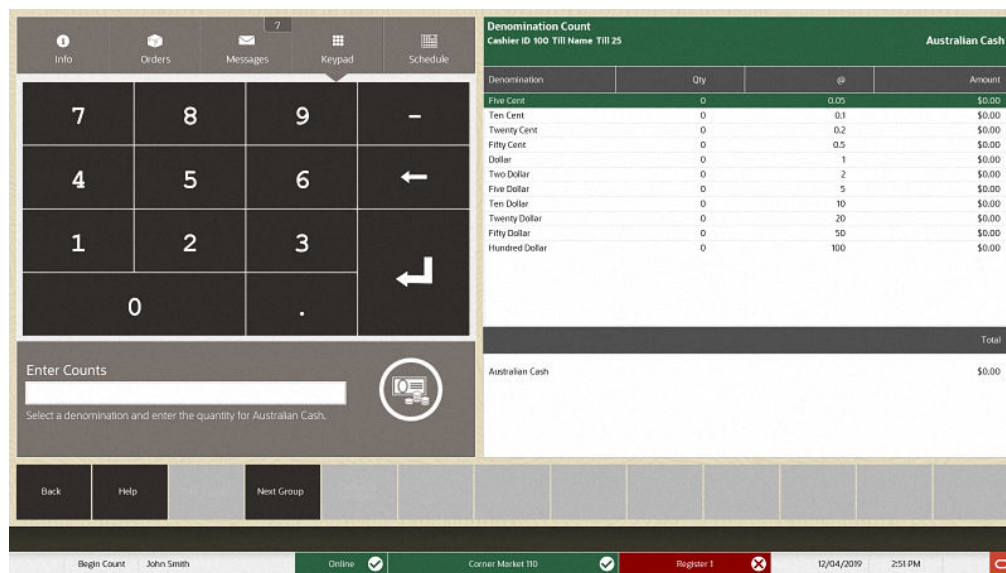 7
Info Orders Messages Keypad Schedule
7 8 9 -
4 5 6
1 2 3
0 .
Enter Counts
Select a denomination and enter the quantity for Australian Cash.
Denomination Count
Cashier ID 100 Till Name Till 25 Australian Cash
Denomination Qty @ Amount
Five Cent 0 0.05 $0.00
Ten Cent 0 0.1 $0.00
Twenty Cent 0 0.2 $0.00
Fifty Cent 0 0.5 $0.00
Dollar 0 1 $0.00
Two Dollar 0 2 $0.00
Five Dollar 0 5 $0.00
Ten Dollar 0 10 $0.00
Twenty Dollar 0 20 $0.00
Fifty Dollar 0 50 $0.00
Hundred Dollar 0 100 $0.00
Total
Australian Cash $0.00
Back Help Next Group
Begin Count John Smith Online Corner Market 110 Register 1 12/04/2019 2:51 PM